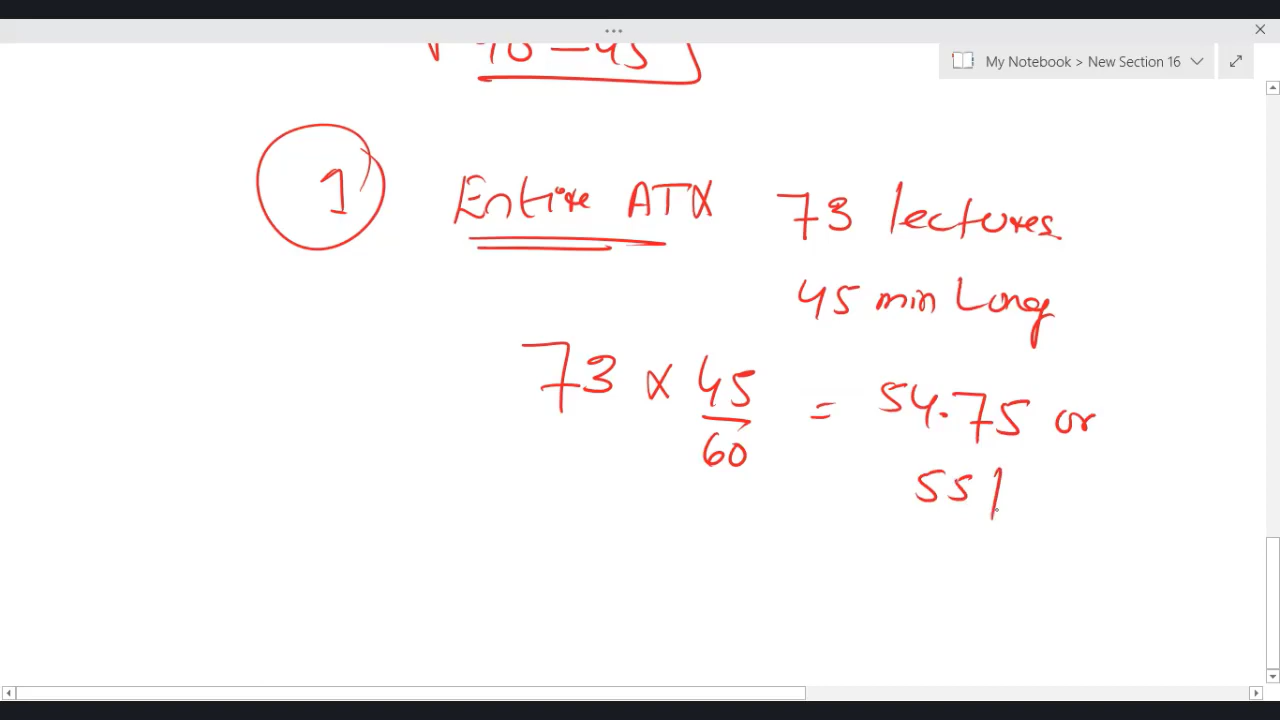 My Notebook > New Section 16
1 Entire ATX 73 lectures
45 min Long
73 x 45
60
= 54.75 or
55